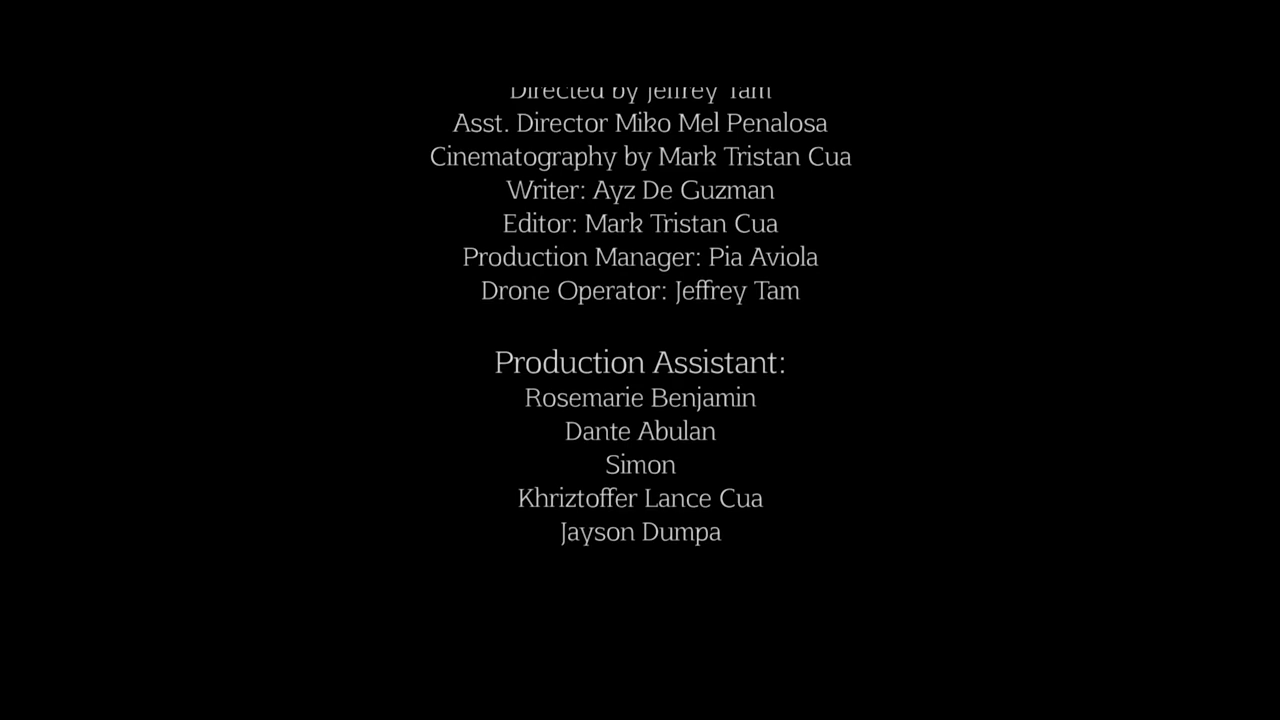 Directed by Jeffrey Tam
Asst. Director Miko Mel Penalosa
Cinematography by Mark Tristan Cua
Writer: Ayz De Guzman
Editor: Mark Tristan Cua
Production Manager: Pia Aviola
Drone Operator: Jeffrey Tam
Production Assistant:
Rosemarie Benjamin
Dante Abulan
Simon
Khriztoffer Lance Cua
Jayson Dumpa